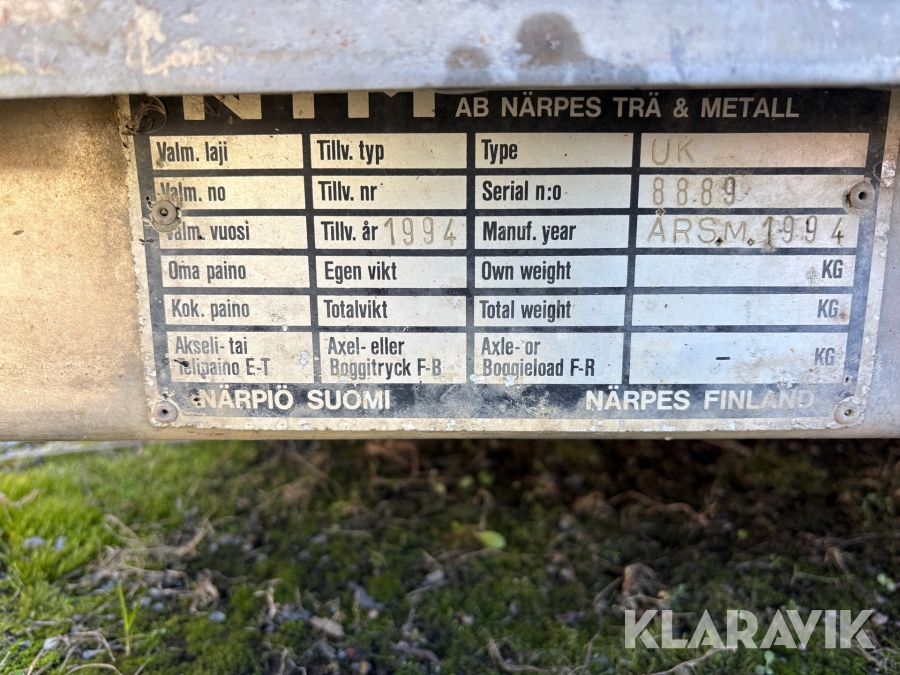 AB NÄRPES TRÄ & METALL
Valm. laji Tillv. typ Type UK
Valm. no Tillv. nr Serial n:o 8889
Valm. vuosi Tillv. år 1994 Manuf. year ÅRSM. 1994
Oma paino Egen vikt Own weight KG
Kok. paino Totalvikt Total weight KG
Akseli- tai Axel- eller Axle- or
Telipaino E-T Boggitryck F-B Boogieload F-R - KG
NÄRPIÖ SUOMI NÄRPES FINLAND
KLARAVIK